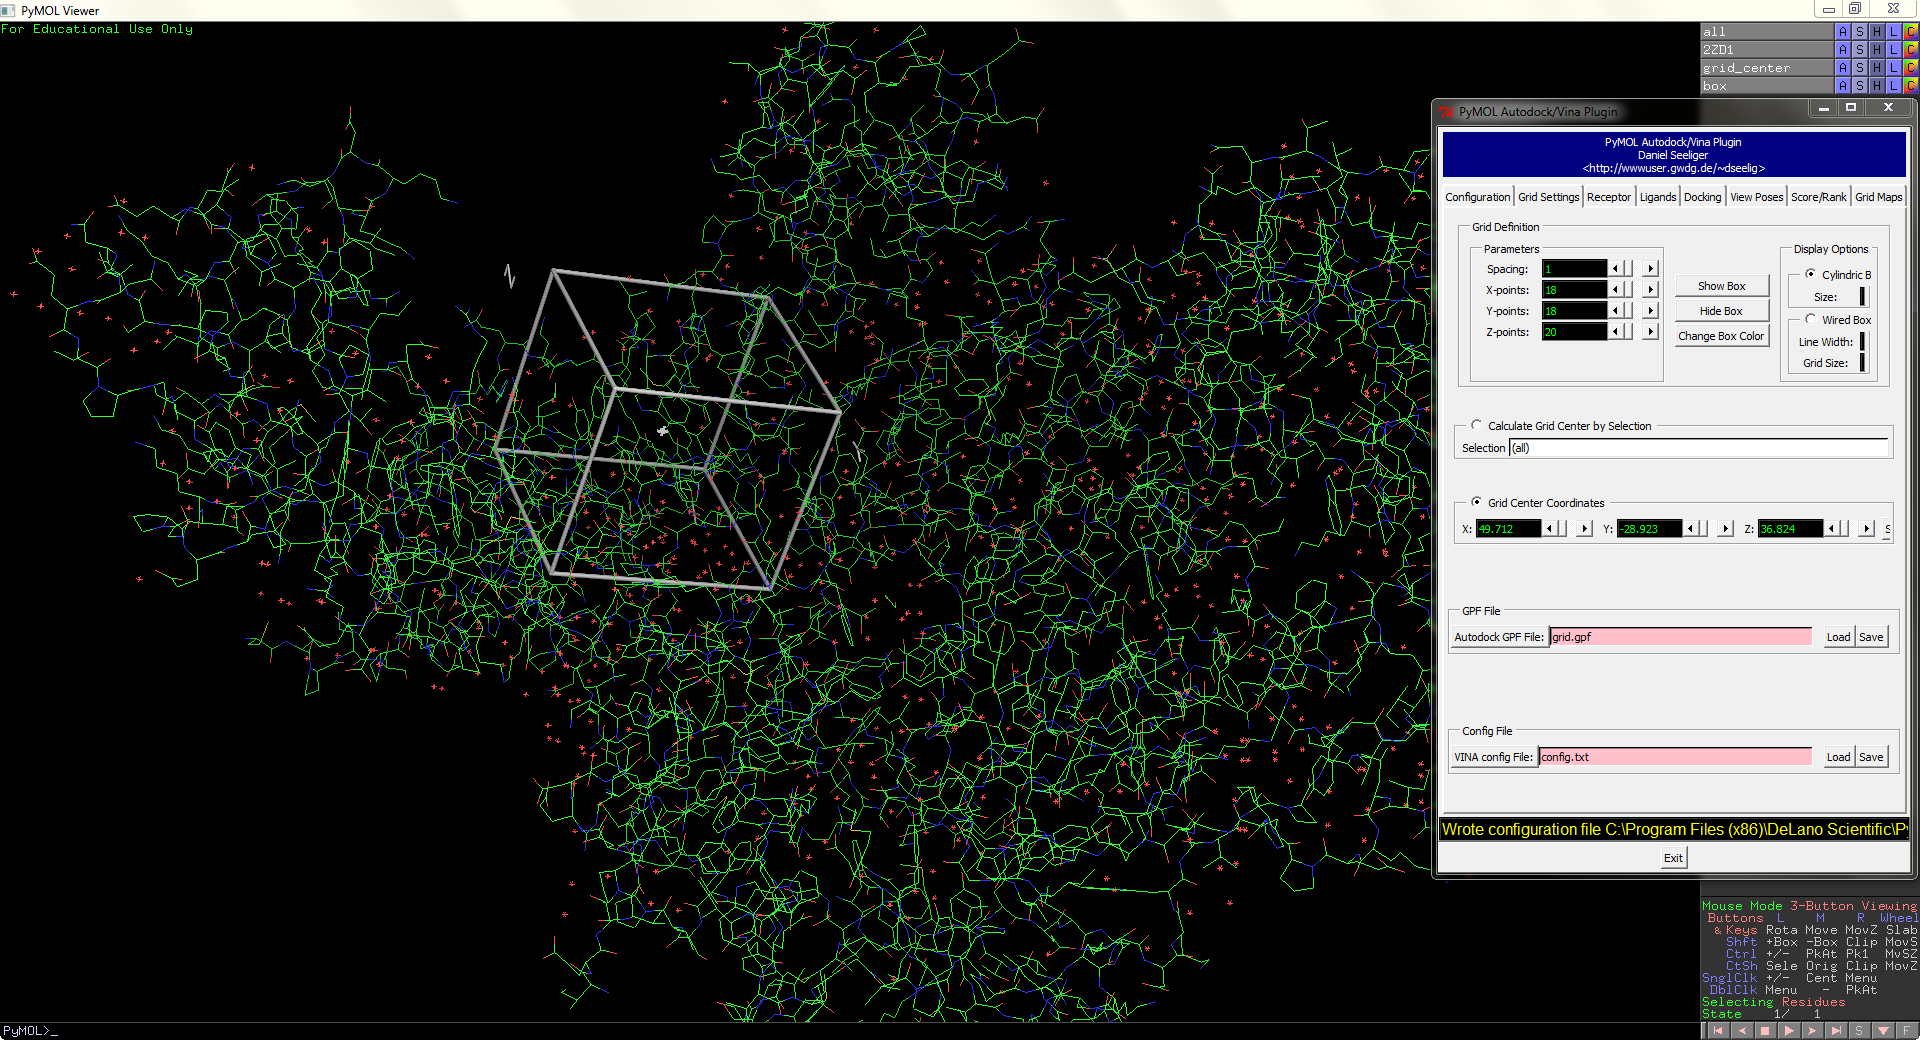 PyMOL Viewer
For Educational Use Only
all A S H L C
2ZD1 A S H L C
grid_center A S H L C
box A S H L C
PyMOL Autodock/Vina Plugin
PyMOL Autodock/Vina Plugin
Daniel Seeliger
<http://wwwuser.gwdg.de/~dseelig>
Configuration Grid Settings Receptor Ligands Docking View Poses Score/Rank Grid Maps
Grid Definition
Parameters
Spacing: 1
X-points: 18
Y-points: 18
Z-points: 20
Show Box
Hide Box
Change Box Color
Display Options
Cylindric B
Size:
Wired Box
Line Width:
Grid Size:
Calculate Grid Center by Selection
Selection (all)
Grid Center Coordinates
X: 49.712 Y: -28.923 Z: 36.824 S
GPF File
Autodock GPF File: grid.gpf Load Save
Config File
VINA config File: config.txt Load Save
Wrote configuration file C:\Program Files (x86)\DeLano Scientific\Py
Exit
Mouse Mode 3-Button Viewing
Buttons L M R Wheel
& Keys Rota Move MovZ Slab
Shft +Box -Box Clip MovS
Ctrl +/- PkAt Pk1 MvSZ
CtSh Sele Orig Clip MovZ
SnglClk +/- Cent Menu
DblClk Menu - PkAt
Selecting Residues
State 1/ 1
S F
PyMOL>_